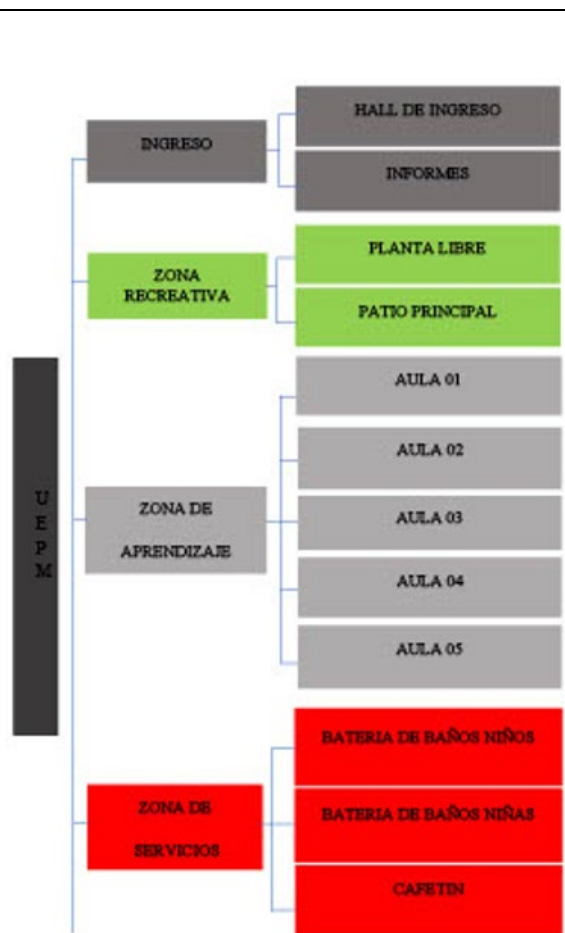 HALL DE INGRESO
INGRESO
INFORMES
PLANTA LIBRE
ZONA
RECREATIVA
PATIO PRINCIPAL
AULA 01
AULA 02
U
E
P
M
ZONA DE
APRENDIZAJE
AULA 03
AULA 04
AULA 05
BATERIA DE BAÑOS NIÑOS
ZONA DE
SERVICIOS
BATERIA DE BAÑOS NIÑAS
CAFETIN